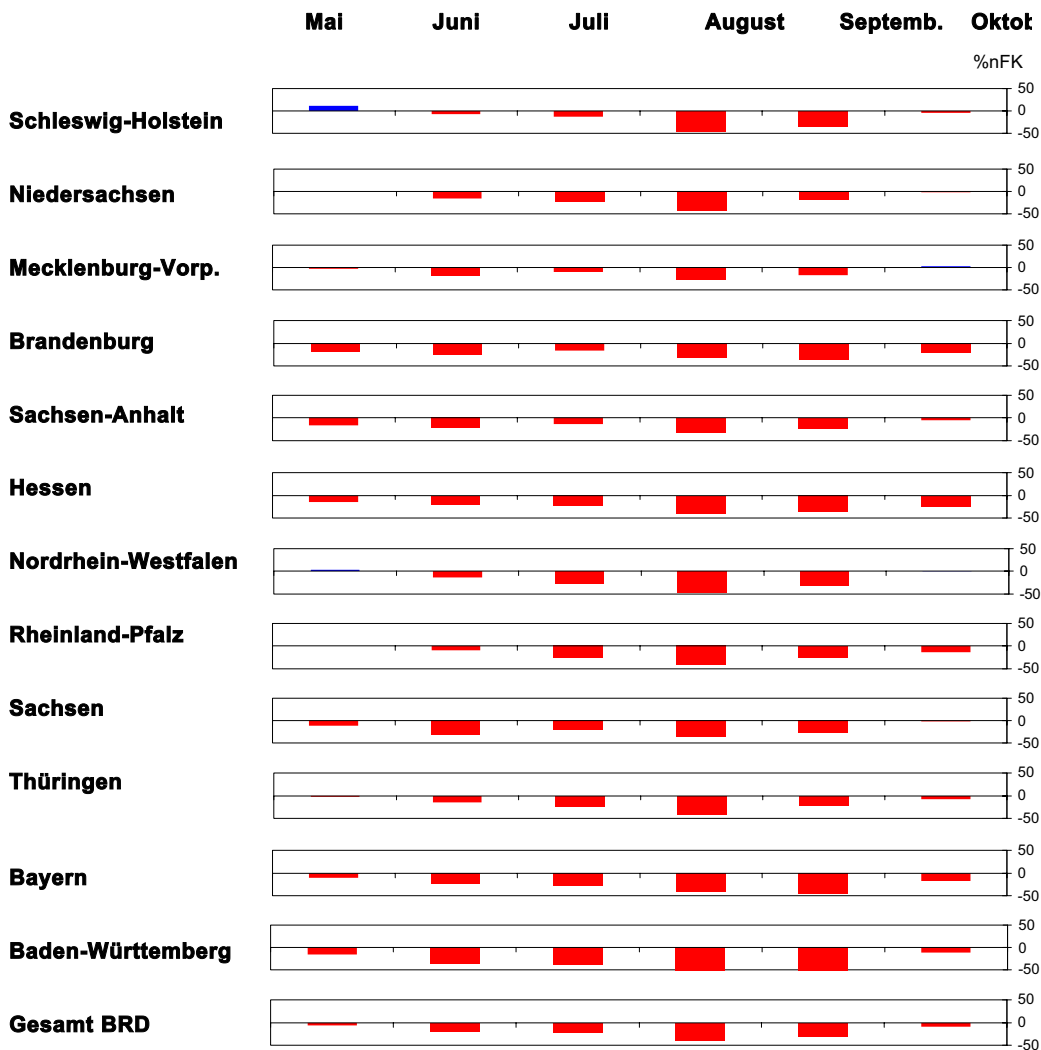 Mai Juni Juli August Septemb. Oktob
%nFK
50
Schleswig-Holstein 0
-50
50
Niedersachsen 0
-50
50
Mecklenburg-Vorp. 0
-50
50
Brandenburg 0
-50
50
Sachsen-Anhalt 0
-50
50
Hessen 0
-50
50
Nordrhein-Westfalen 0
-50
50
Rheinland-Pfalz 0
-50
50
Sachsen 0
-50
50
Thüringen 0
-50
50
Bayern 0
-50
50
Baden-Württemberg 0
-50
50
Gesamt BRD 0
-50